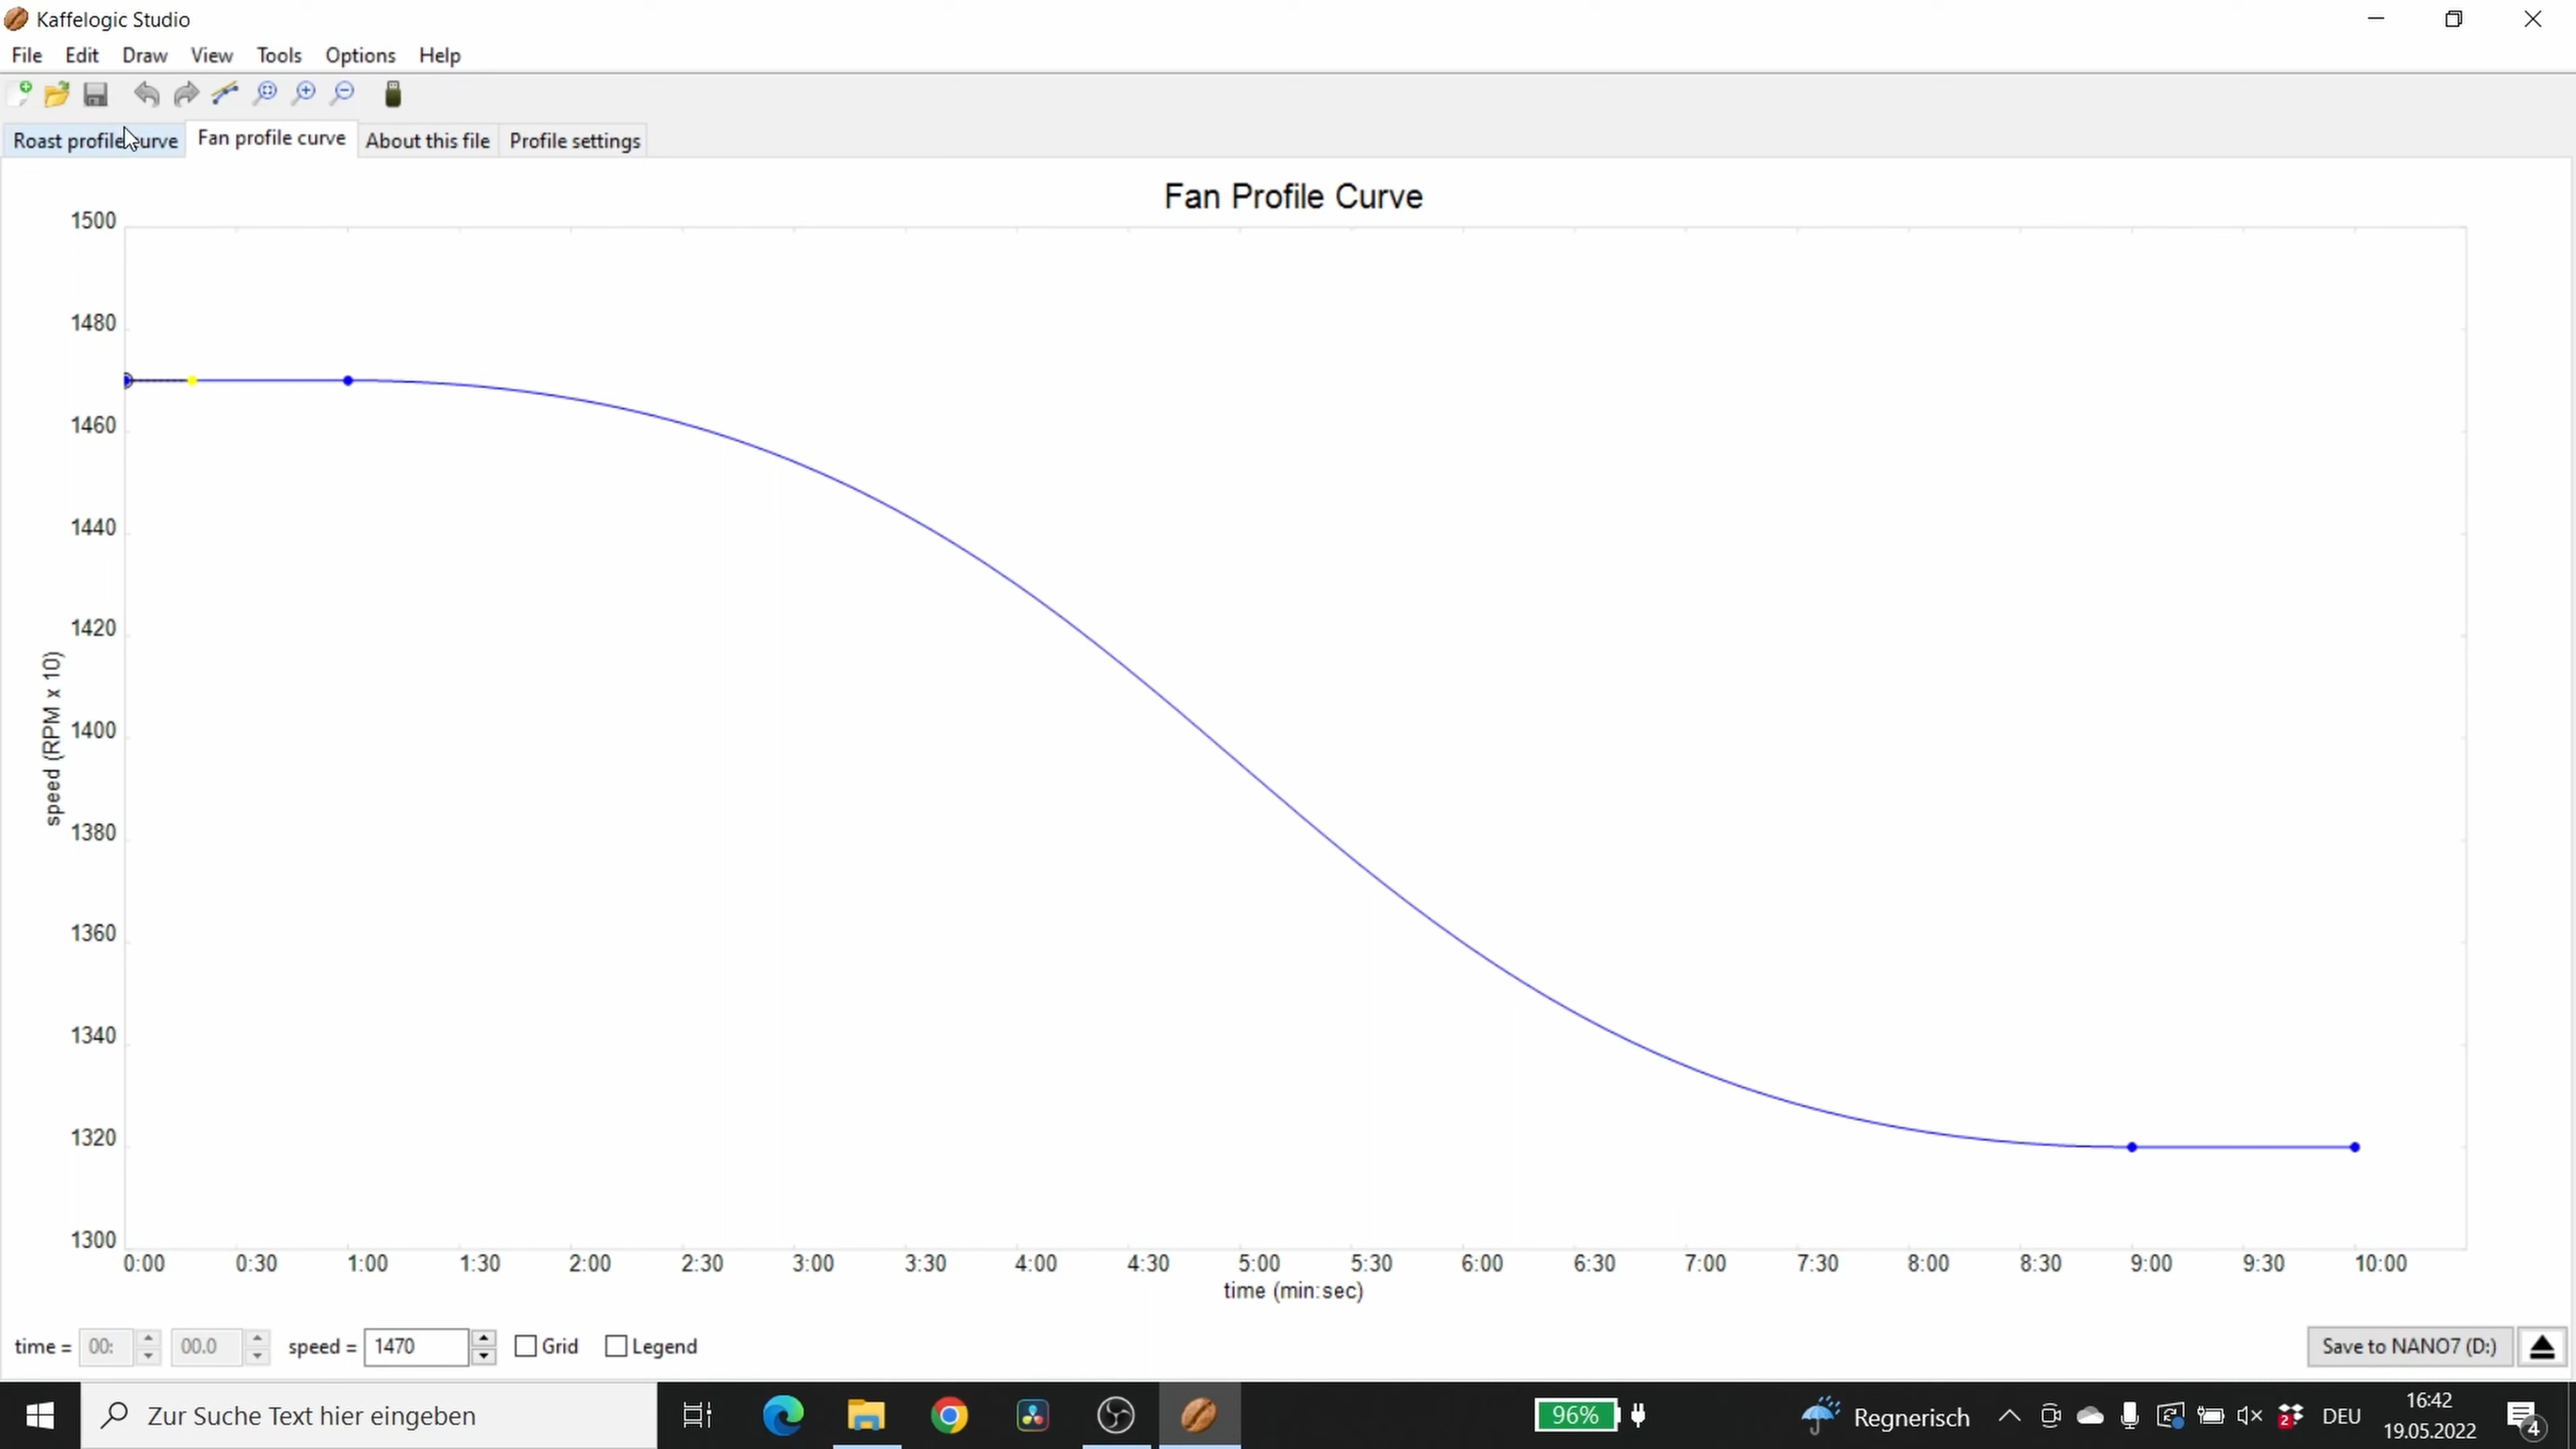 Kaffelogic Studio
File Edit Draw View Tools Options Help
Roast profile curve Fan profile curve About this file Profile settings
Fan Profile Curve
1500
1480
1460
1440
1420
1400
1380
1360
1340
1320
1300
speed (RPM x 10)
0:00 0:30 1:00 1:30 2:00 2:30 3:00 3:30 4:00 4:30 5:00 5:30 6:00 6:30 7:00 7:30 8:00 8:30 9:00 9:30 10:00
time (min:sec)
time = 00: 00.0 speed = 1470 Grid Legend Save to NANO7 (D:)
Zur Suche Text hier eingeben 96% Regnerisch 2 DEU 16:42
19.05.2022 4